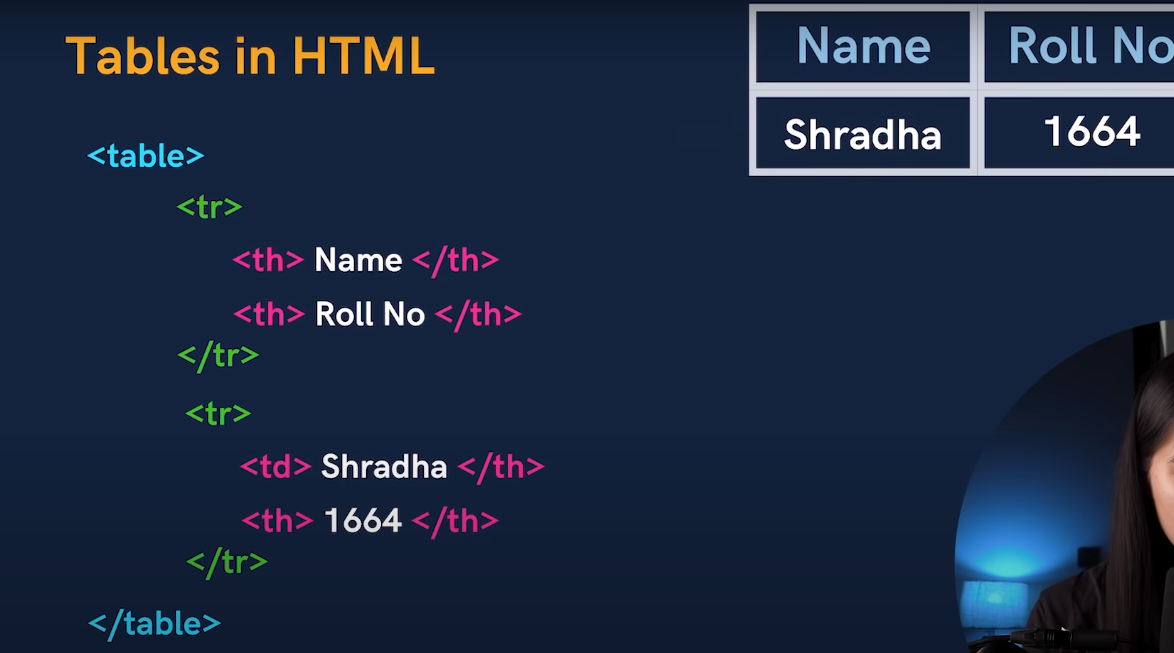 Tables in HTML
<table>
<tr>
<th> Name </th>
<th> Roll No </th>
</tr>
<tr>
<td> Shradha </th>
<th> 1664 </th>
</tr>
</table>
Name Roll No
Shradha 1664